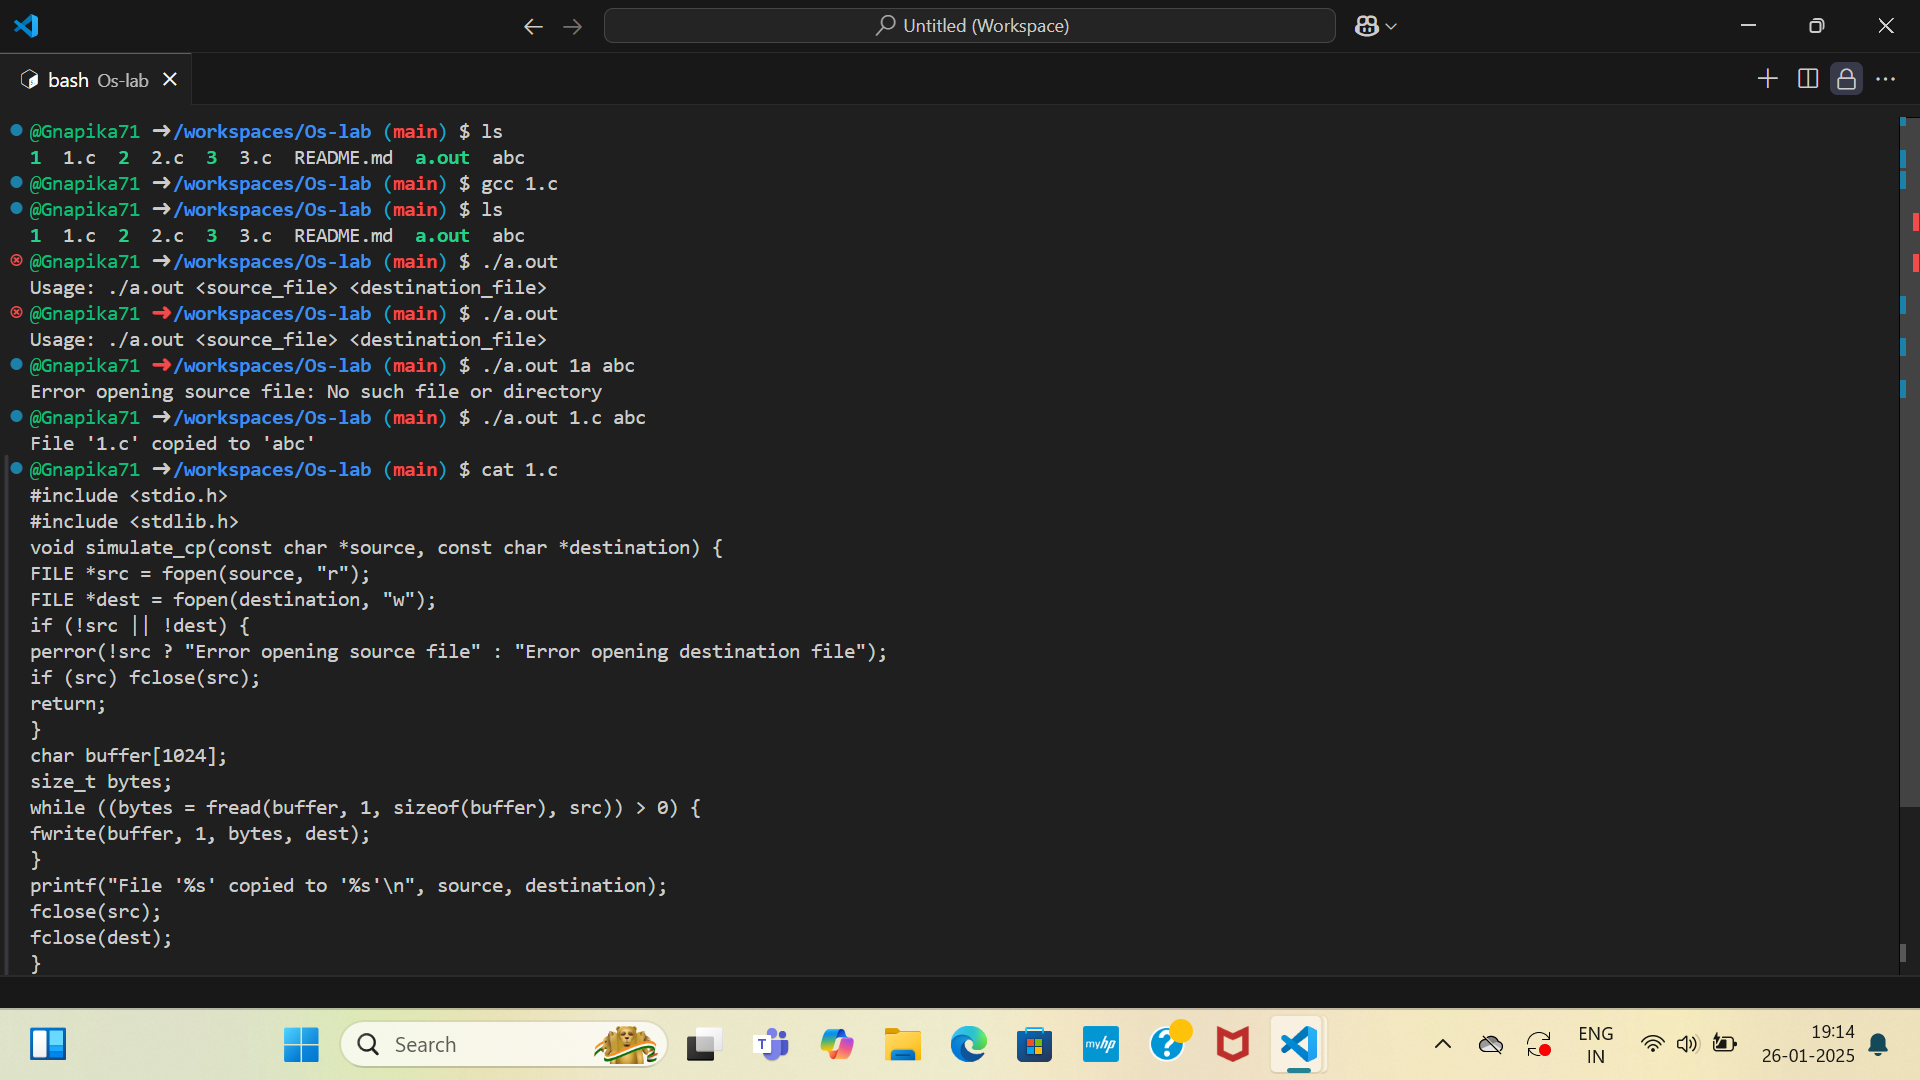 Untitled (Workspace)
bash Os-lab
@Gnapika71 ➜/workspaces/Os-lab (main) $ ls
1 1.c 2 2.c 3 3.c README.md a.out abc
@Gnapika71 ➜/workspaces/Os-lab (main) $ gcc 1.c
@Gnapika71 ➜/workspaces/Os-lab (main) $ ls
1 1.c 2 2.c 3 3.c README.md a.out abc
@Gnapika71 ➜/workspaces/Os-lab (main) $ ./a.out
Usage: ./a.out <source_file> <destination_file>
@Gnapika71 ➜/workspaces/Os-lab (main) $ ./a.out
Usage: ./a.out <source_file> <destination_file>
@Gnapika71 ➜/workspaces/Os-lab (main) $ ./a.out 1a abc
Error opening source file: No such file or directory
@Gnapika71 ➜/workspaces/Os-lab (main) $ ./a.out 1.c abc
File '1.c' copied to 'abc'
@Gnapika71 ➜/workspaces/Os-lab (main) $ cat 1.c
#include <stdio.h>
#include <stdlib.h>
void simulate_cp(const char *source, const char *destination) {
FILE *src = fopen(source, "r");
FILE *dest = fopen(destination, "w");
if (!src || !dest) {
perror(!src ? "Error opening source file" : "Error opening destination file");
if (src) fclose(src);
return;
}
char buffer[1024];
size_t bytes;
while ((bytes = fread(buffer, 1, sizeof(buffer), src)) > 0) {
fwrite(buffer, 1, bytes, dest);
}
printf("File '%s' copied to '%s'\n", source, destination);
fclose(src);
fclose(dest);
}
Search
T
myhp
ENG
IN
19:14
26-01-2025